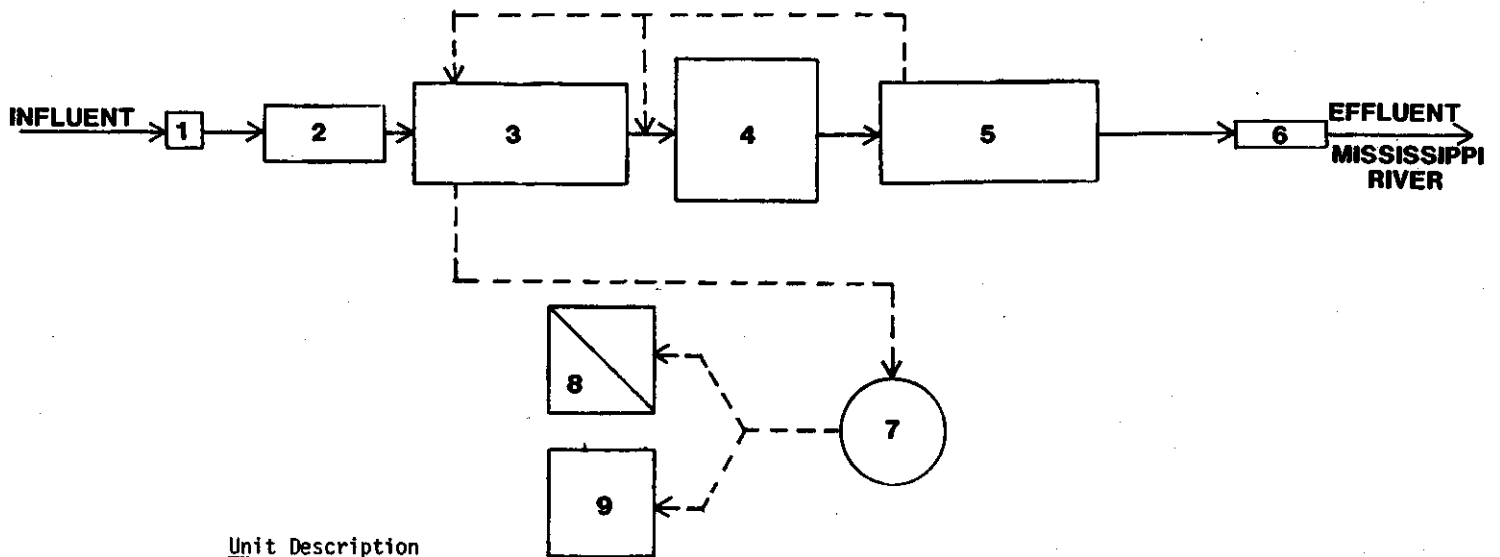 INFLUENT
1
2
3
4
5
6
EFFLUENT
MISSISSIPPI
RIVER
7
8
9
Unit Description